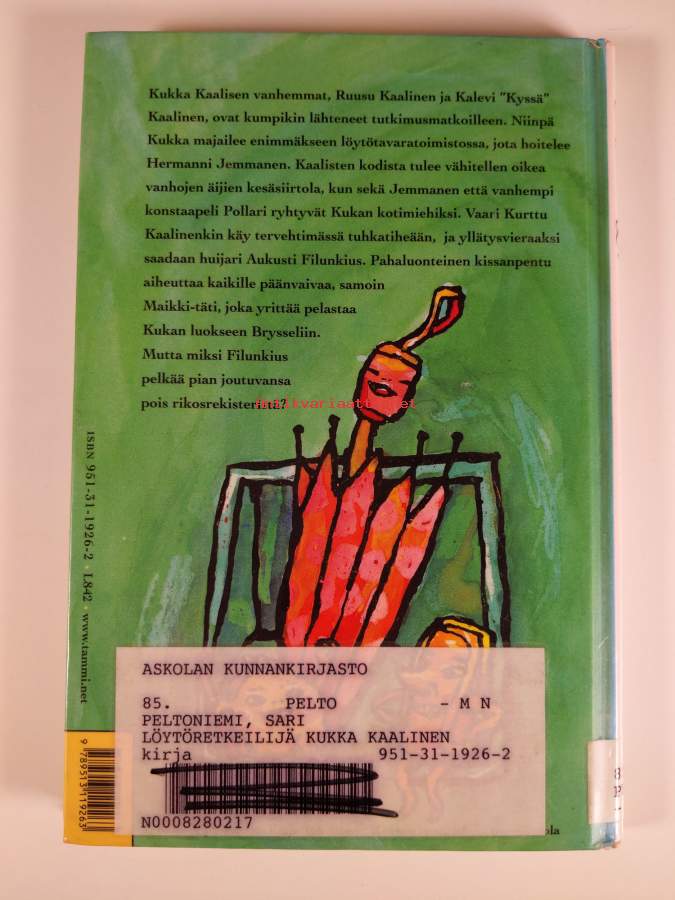 Kukka Kaalisen vanhemmat, Ruusu Kaalinen ja Kalevi "Kyssä"
Kaalinen, ovat kumpikin lähteneet tutkimusmatkoilleen. Niinpä
Kukka majailee enimmäkseen löytötavaratoimistossa, jota hoitelee
Hermanni Jemmanen. Kaalisten kodista tulee vähitellen oikea
vanhojen äijien kesäsiirtola, kun sekä Jemmanen että vanhempi
konstaapeli Pollari ryhtyvät Kukan kotimiehiksi. Vaari Kurttu
Kaalinenkin käy tervehtimässä tuhkatiheään, ja yllätysvieraaksi
saadaan huijari Aukusti Filunkius. Pahaluonteinen kissanpentu
aiheuttaa kaikille päänvaivaa, samoin
Maikki-täti, joka yrittää pelastaa
Kukan luokseen Brysseliin.
Mutta miksi Filunkius
pelkää pian joutuvansa
pois rikosrekisteristä?
antikvariaatti.net
ISBN 951-31-1926-2 • L842 • www.tammi.net
ASKOLAN KUNNANKIRJASTO
85. PELTO - M N
PELTONIEMI, SARI
LÖYTÖRETKEILIJÄ KUKKA KAALINEN
kirja 951-31-1926-2
N0008280217
9789513119263